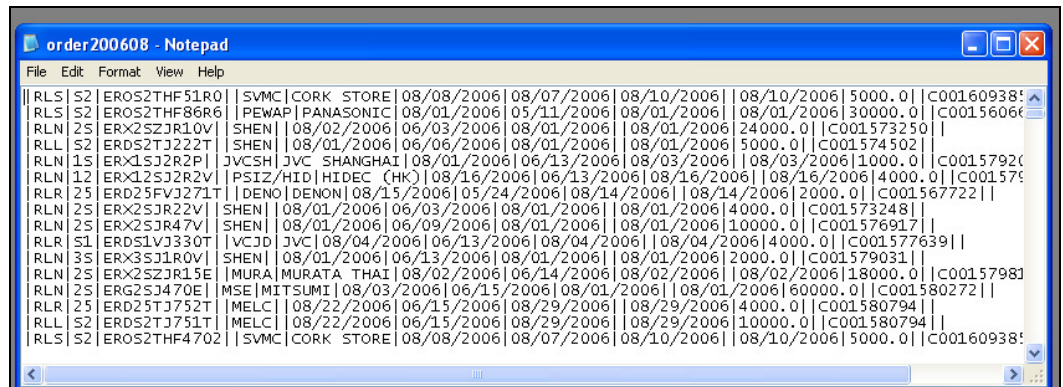 order200608 - Notepad
File Edit Format View Help
||RLS|S2|EROS2THF51R0||SVMC|CORK STORE|08/08/2006|08/07/2006|08/10/2006||08/10/2006|5000.0||C00160938
|RLS|S2|EROS2THF86R6||PEWAP|PANASONIC|08/01/2006|05/11/2006|08/01/2006||08/01/2006|30000.0||C0015606
|RLN|2S|ERX2SZJR10V||SHEN||08/02/2006|06/03/2006|08/01/2006||08/01/2006|24000.0||C001573250||
|RLL|S2|ERDS2TJ222T||SHEN||08/01/2006|06/06/2006|08/01/2006||08/01/2006|5000.0||C001574502||
|RLN|1S|ERX1SJ2R2P||JVCSH|JVC SHANGHAI|08/01/2006|06/13/2006|08/03/2006||08/03/2006|1000.0||C0015792
|RLN|12|ERX12SJ2R2V||PSIZ/HID|HIDEC (HK)|08/16/2006|06/13/2006|08/16/2006||08/16/2006|4000.0||C00157
|RLR|25|ERD25FVJ271T||DENO|DENON|08/15/2006|05/24/2006|08/14/2006||08/14/2006|2000.0||C001567722||
|RLN|2S|ERX2SJR22V||SHEN||08/01/2006|06/03/2006|08/01/2006||08/01/2006|4000.0||C001573248||
|RLN|2S|ERX2SJR47V||SHEN||08/01/2006|06/09/2006|08/01/2006||08/01/2006|10000.0||C001576917||
|RLR|S1|ERDS1VJ330T||VCJD|JVC|08/04/2006|06/13/2006|08/04/2006||08/04/2006|4000.0||C001577639||
|RLN|3S|ERX3SJ1R0V||SHEN||08/01/2006|06/13/2006|08/01/2006||08/01/2006|2000.0||C001579031||
|RLN|2S|ERX2SZJR15E||MURA|MURATA THAI|08/02/2006|06/14/2006|08/02/2006||08/02/2006|18000.0||C0015798
|RLN|2S|ERG2SJ470E||MSE|MITSUMI|08/03/2006|06/15/2006|08/01/2006||08/01/2006|60000.0||C001580272||
|RLR|25|ERD25TJ752T||MELC||08/22/2006|06/15/2006|08/29/2006||08/29/2006|4000.0||C001580794||
|RLL|S2|ERDS2TJ751T||MELC||08/22/2006|06/15/2006|08/29/2006||08/29/2006|10000.0||C001580794||
|RLS|S2|EROS2THF4702||SVMC|CORK STORE|08/08/2006|08/07/2006|08/10/2006||08/10/2006|5000.0||C00160938